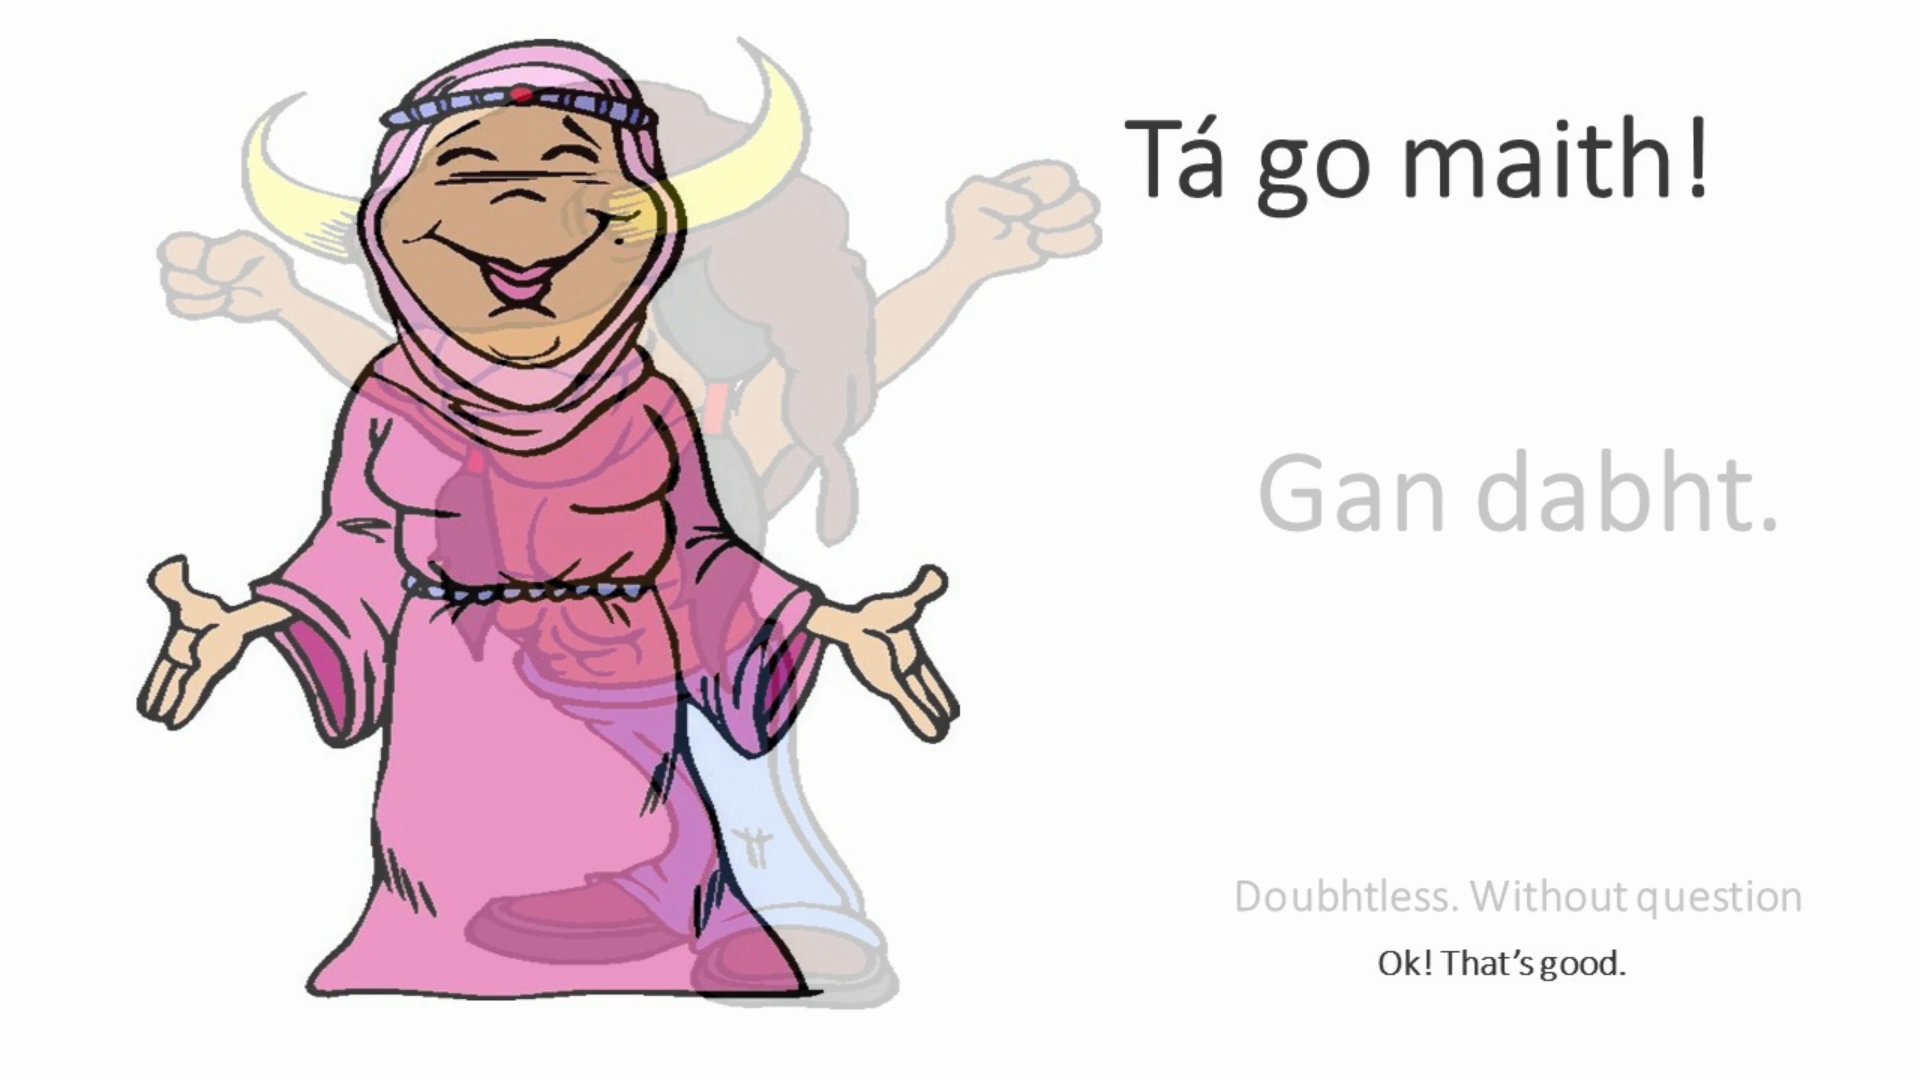 Tá go maith!
Gan dabht.
Doubhtless. Without question
Ok! That's good.